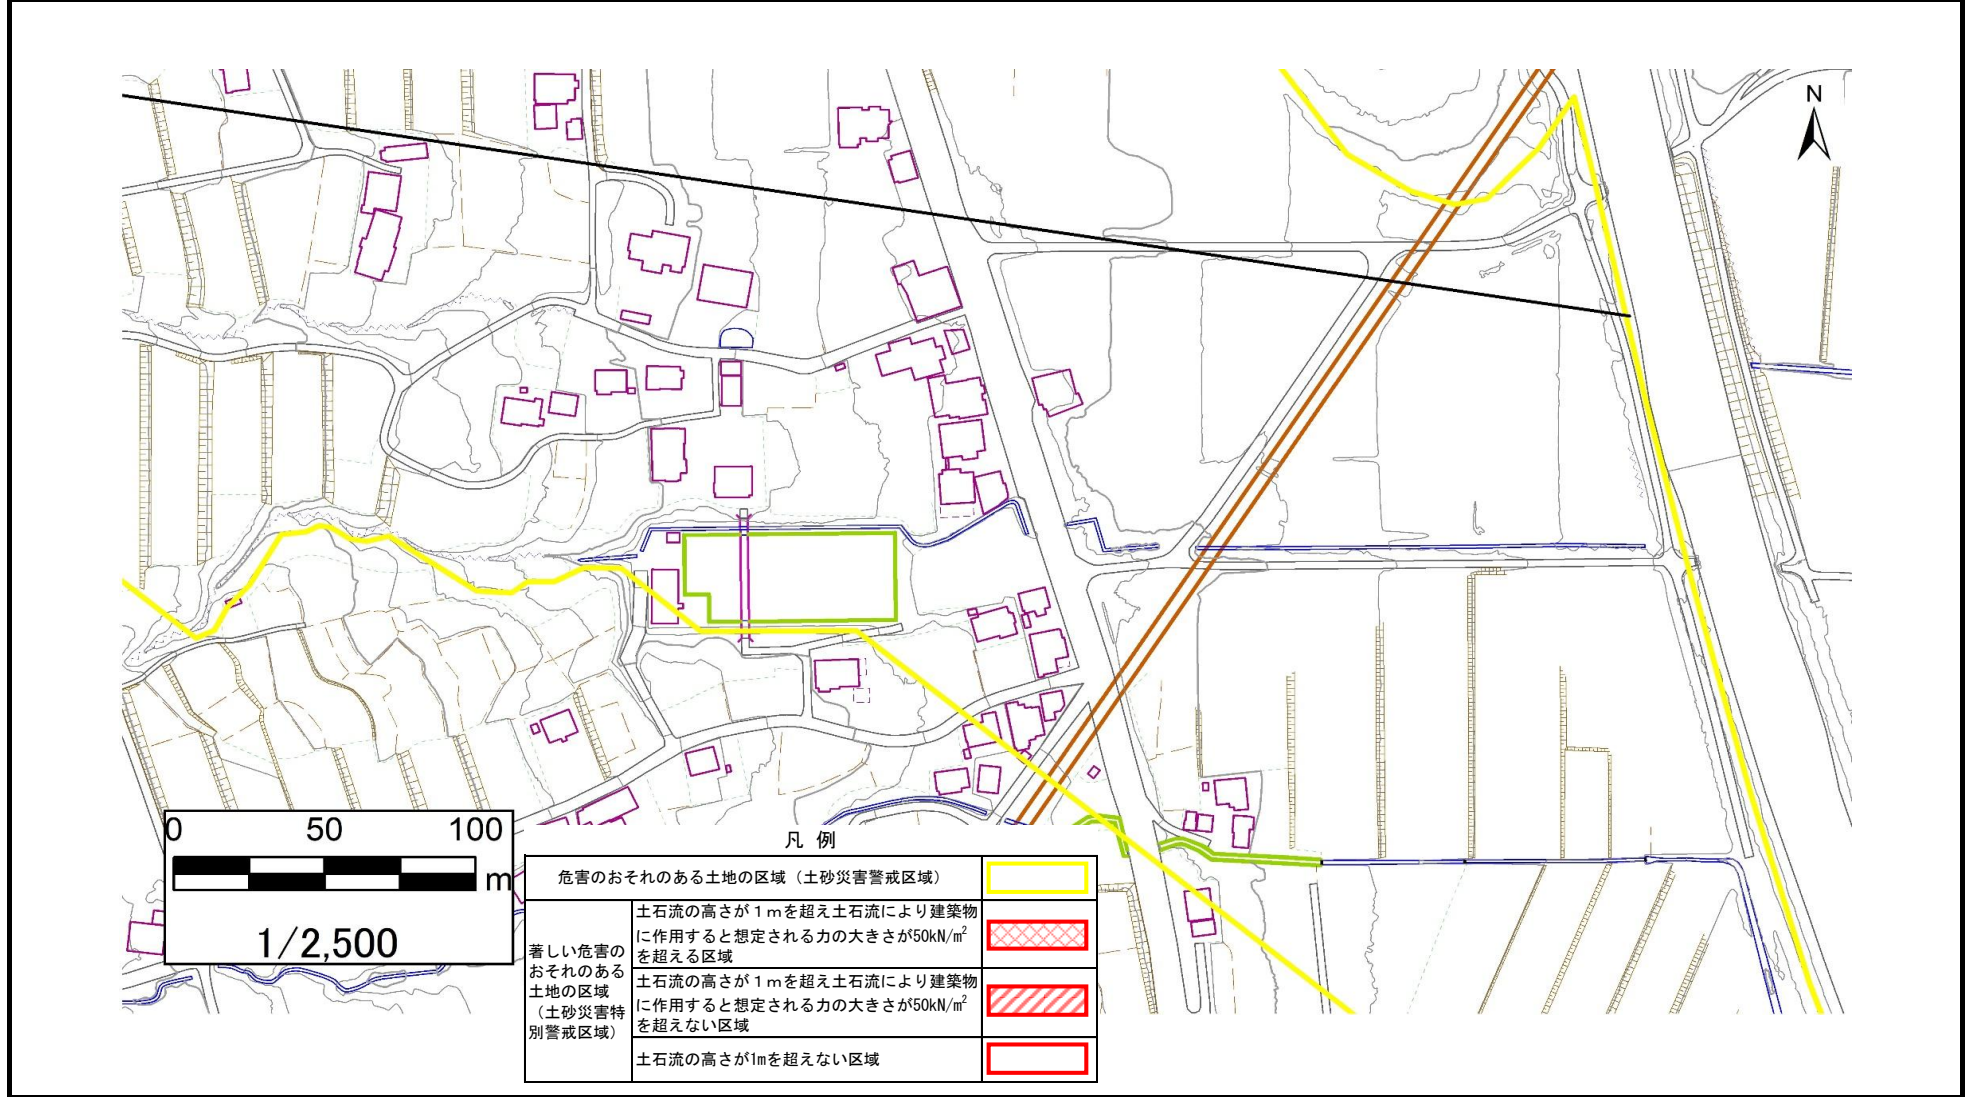 N
0 50 100
m
1/2,500
凡 例
危害のおそれのある土地の区域（土砂災害警戒区域）
著しい危害の
おそれのある
土地の区域
（土砂災害特
別警戒区域）
土石流の高さが１ｍを超え土石流により建築物
に作用すると想定される力の大きさが50kN/㎡
を超える区域
土石流の高さが１ｍを超え土石流により建築物
に作用すると想定される力の大きさが50kN/㎡
を超えない区域
土石流の高さが1mを超えない区域